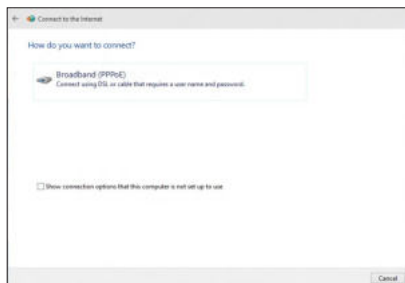 Connect to the Internet
How do you want to connect?
Broadband (PPPoE)
Connect using DSL or cable that requires a user name and password.
Show connection options that this computer is not set up to use
Cancel